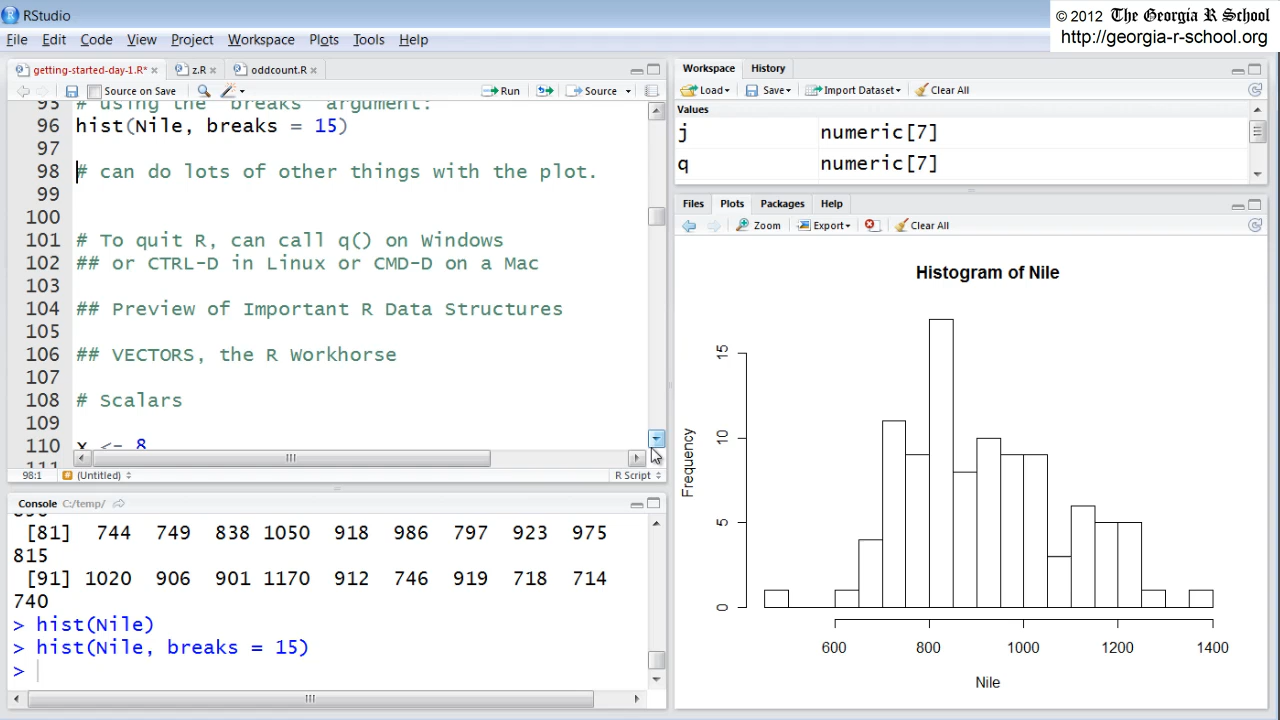 RStudio
© 2012 The Georgia R School
http://georgia-r-school.org
File Edit Code View Project Workspace Plots Tools Help
getting-started-day-1.R* z.R oddcount.R
Source on Save Run Source
95 # using the breaks argument:
96 hist(Nile, breaks = 15)
97
98 # can do lots of other things with the plot.
99
100
101 # To quit R, can call q() on Windows
102 ## or CTRL-D in Linux or CMD-D on a Mac
103
104 ## Preview of Important R Data Structures
105
106 ## VECTORS, the R Workhorse
107
108 # Scalars
109
110 x <- 8
111
98:1 (Untitled) R Script
Console C:/temp/
890
[81] 744 749 838 1050 918 986 797 923 975
815
[91] 1020 906 901 1170 912 746 919 718 714
740
> hist(Nile)
> hist(Nile, breaks = 15)
>
Workspace History
Load Save Import Dataset Clear All
Values
j numeric[7]
q numeric[7]
Files Plots Packages Help
Zoom Export Clear All
Histogram of Nile
Frequency
15
10
5
0
600 800 1000 1200 1400
Nile